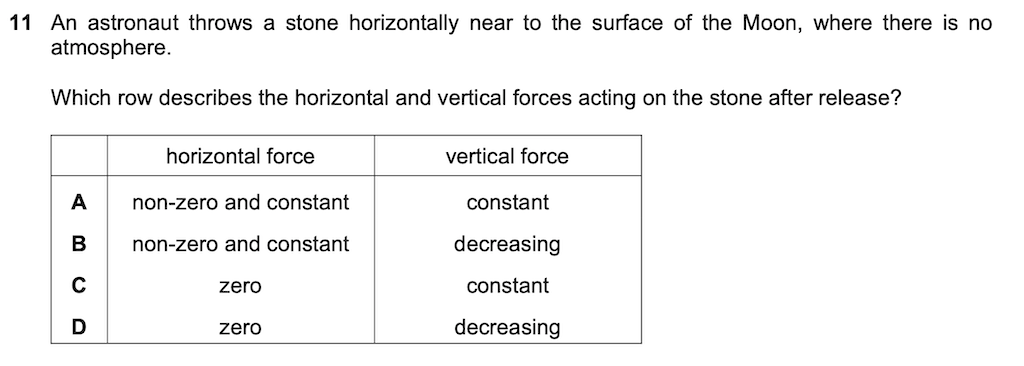 11 An astronaut throws a stone horizontally near to the surface of the Moon, where there is no
atmosphere.
Which row describes the horizontal and vertical forces acting on the stone after release?
horizontal force vertical force
A non-zero and constant constant
B non-zero and constant decreasing
C zero constant
D zero decreasing